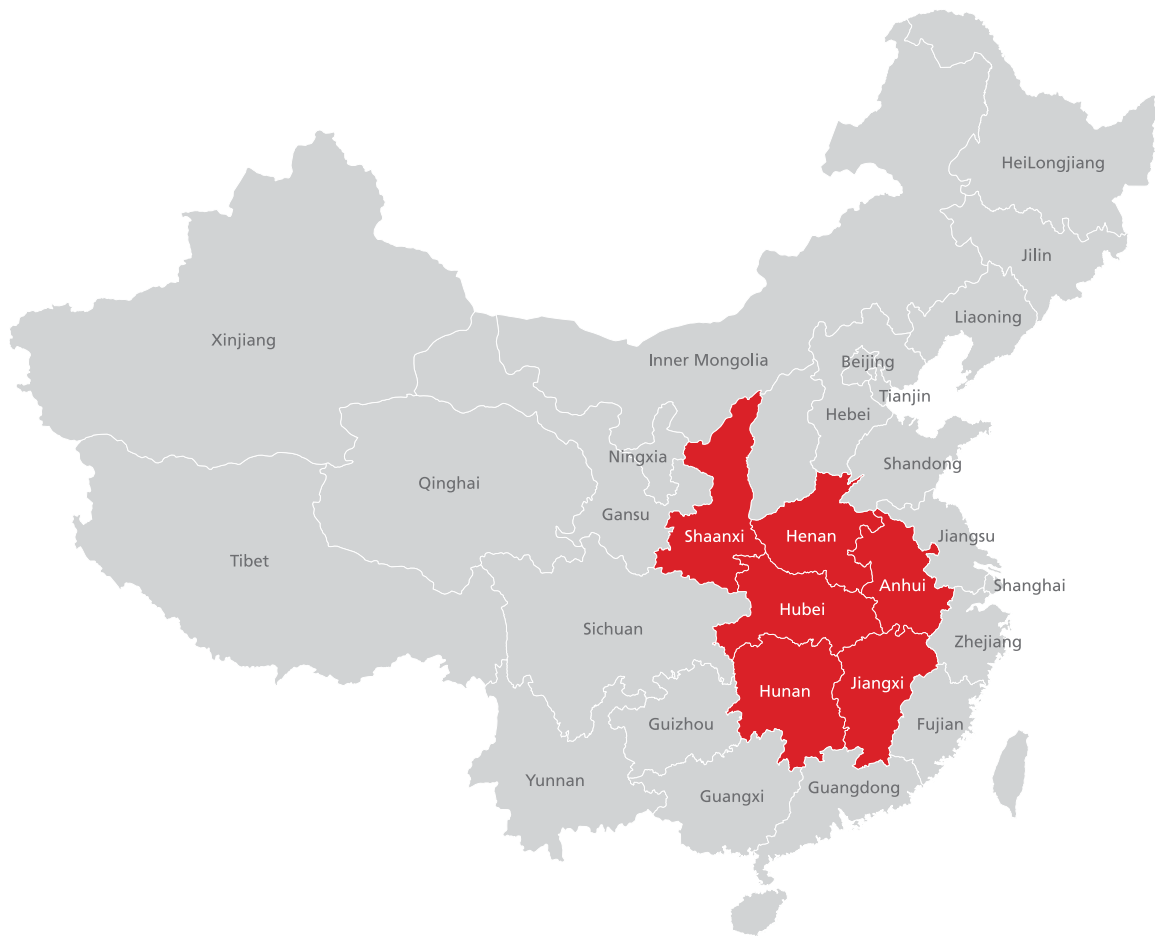 HeiLongjiang
Jilin
Liaoning
Xinjiang
Inner Mongolia
Beijing
Tianjin
Hebei
Ningxia
Shandong
Qinghai
Gansu
Shaanxi
Henan
Jiangsu
Tibet
Anhui
Shanghai
Hubei
Sichuan
Zhejiang
Hunan
Jiangxi
Guizhou
Fujian
Yunnan
Guangxi
Guangdong